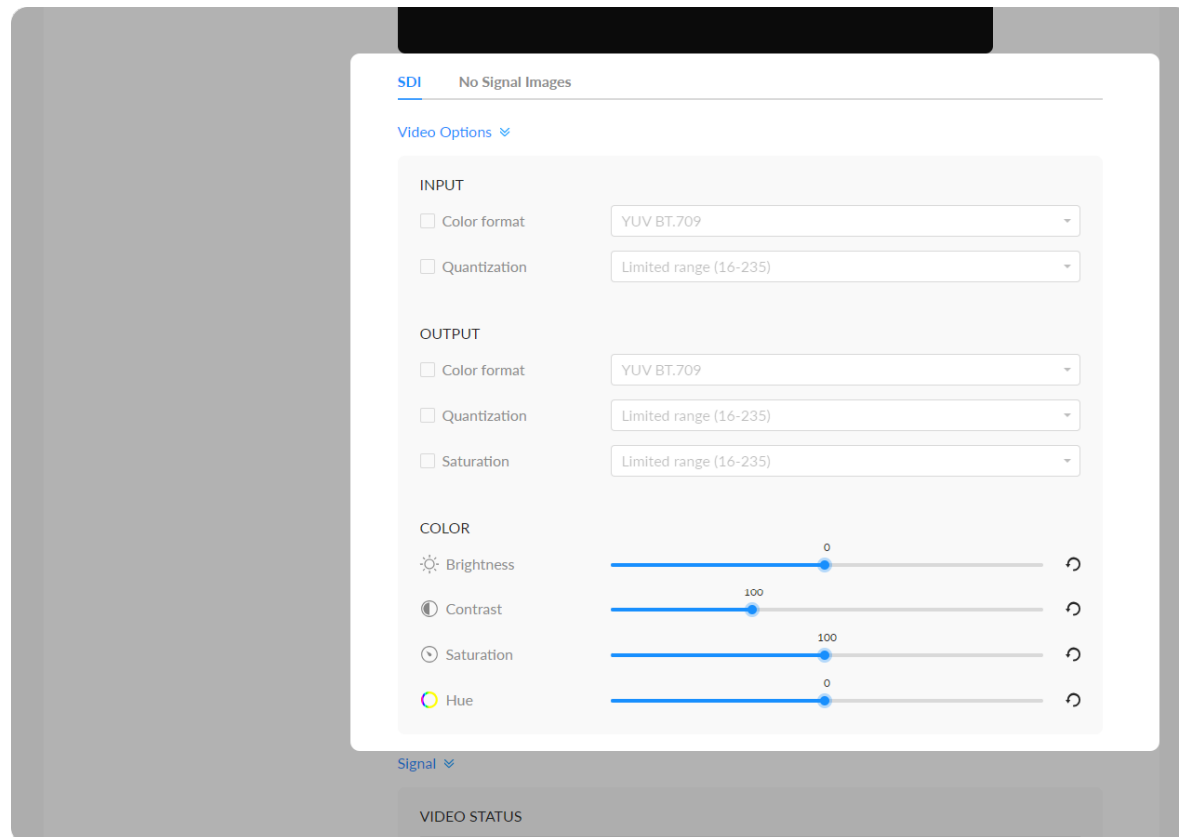 SDI No Signal Images
Video Options
INPUT
Color format YUV BT.709
Quantization Limited range (16-235)
OUTPUT
Color format YUV BT.709
Quantization Limited range (16-235)
Saturation Limited range (16-235)
COLOR
0
Brightness
100
Contrast
100
Saturation
0
Hue
Signal
VIDEO STATUS